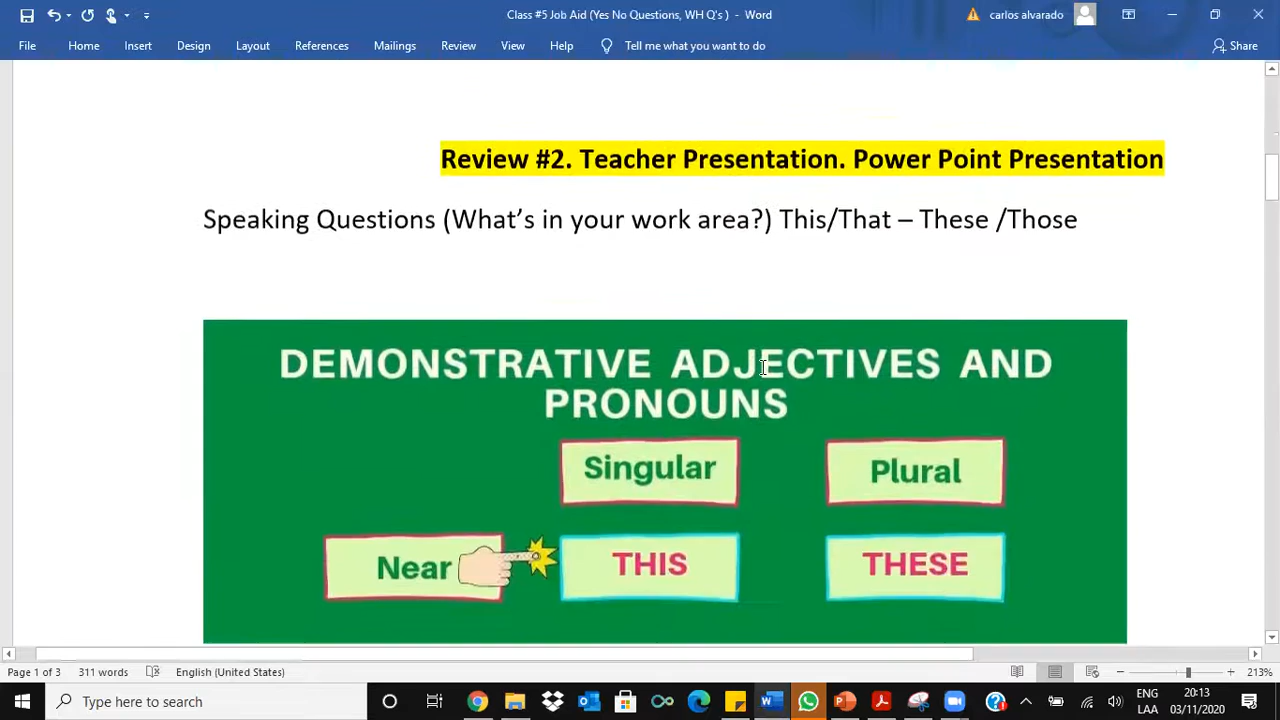 Class #5 Job Aid (Yes No Questions, WH Q's ) - Word
carlos alvarado
File Home Insert Design Layout References Mailings Review View Help Tell me what you want to do Share
Review #2. Teacher Presentation. Power Point Presentation
Speaking Questions (What’s in your work area?) This/That – These /Those
DEMONSTRATIVE ADJECTIVES AND
PRONOUNS
Singular Plural
Near THIS THESE
Page 1 of 3 311 words English (United States) 213%
Type here to search
ENG 20:13
LAA 03/11/2020